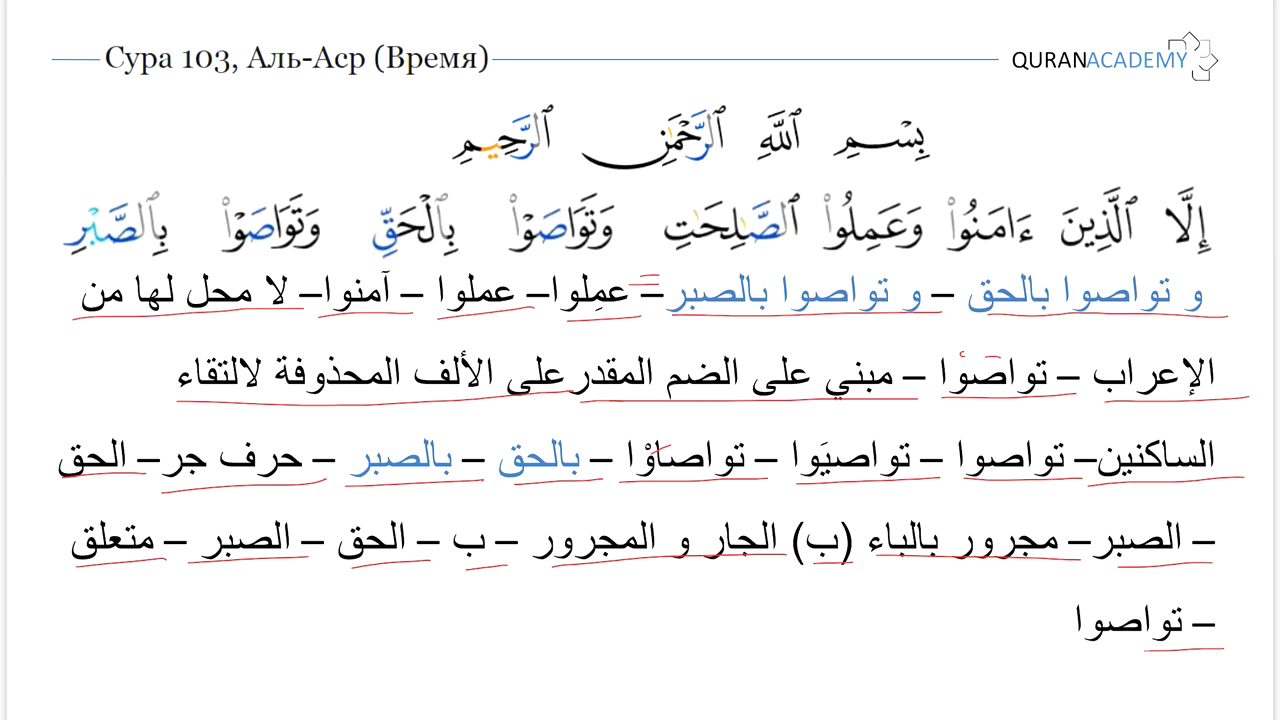 Сура 103, Аль-Аср (Время)
QURANACADEMY
بِسْمِ ٱللَّهِ ٱلرَّحْمَٰنِ ٱلرَّحِيمِ
إِلَّا ٱلَّذِينَ ءَامَنُوا۟ وَعَمِلُوا۟ ٱلصَّٰلِحَٰتِ وَتَوَاصَوْا۟ بِٱلْحَقِّ وَتَوَاصَوْا۟ بِٱلصَّبْرِ
و تواصوا بالحق – و تواصوا بالصبر – عمِلوا– عملوا – آمنوا– لا محل لها من
الإعراب – تواصَوْا – مبني على الضم المقدر على الألف المحذوفة لالتقاء
الساكنين– تواصوا – تواصيَوا – تواصاوْا – بالحق – بالصبر – حرف جر– الحق
– الصبر– مجرور بالباء (ب) الجار و المجرور – ب – الحق – الصبر – متعلق
– تواصوا